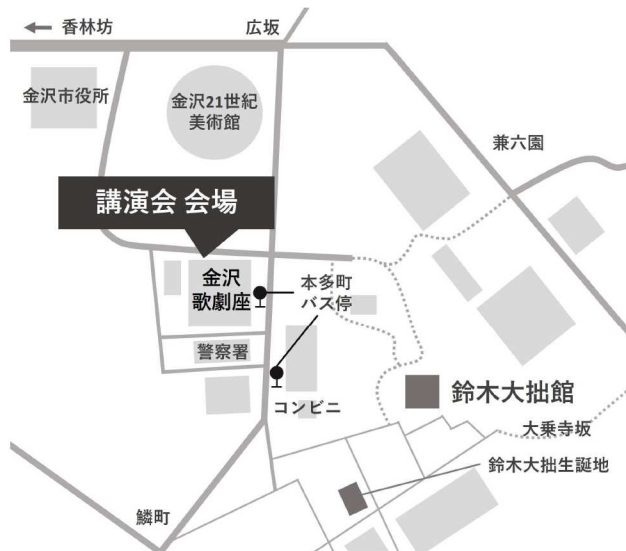 香林坊
広坂
金沢市役所
金沢21世紀
美術館
兼六園
講演会 会場
金沢
歌劇座
本多町
バス停
警察署
コンビニ
鈴木大拙館
大乗寺坂
鈴木大拙生誕地
鱗町